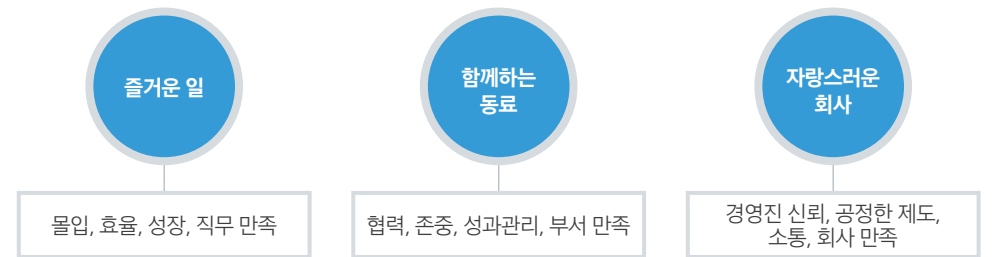 즐거운 일
함께하는
동료
자랑스러운
회사
몰입, 효율, 성장, 직무 만족
협력, 존중, 성과관리, 부서 만족
경영진 신뢰, 공정한 제도,
소통, 회사 만족